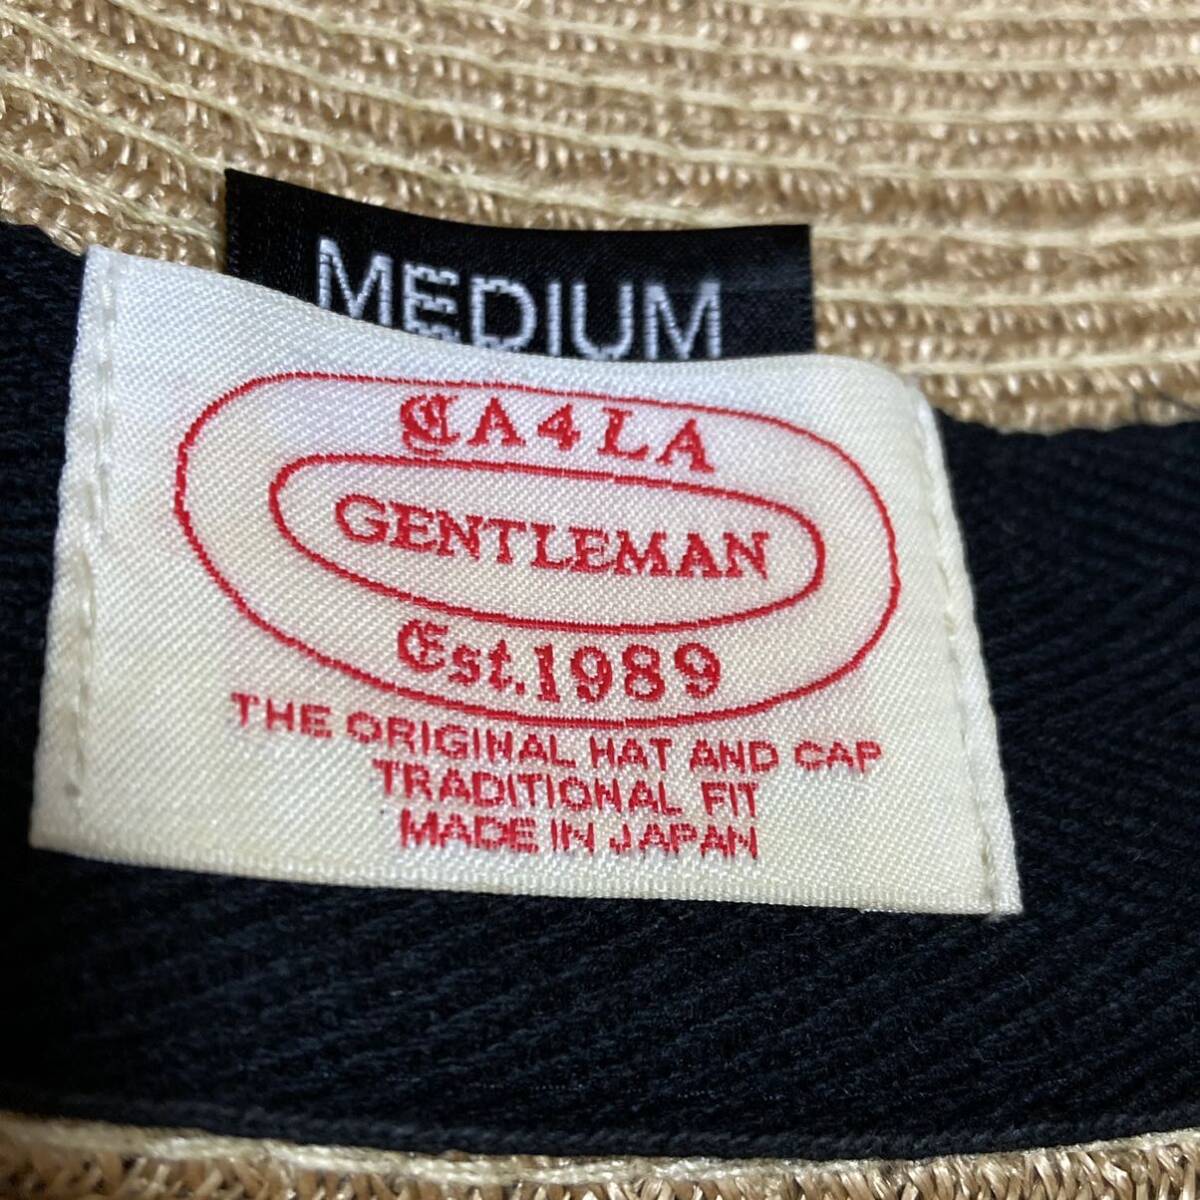 MEDIUM
CA4LA
GENTLEMAN
Est.1989
THE ORIGINAL HAT AND CAP
TRADITIONAL FIT
MADE IN JAPAN